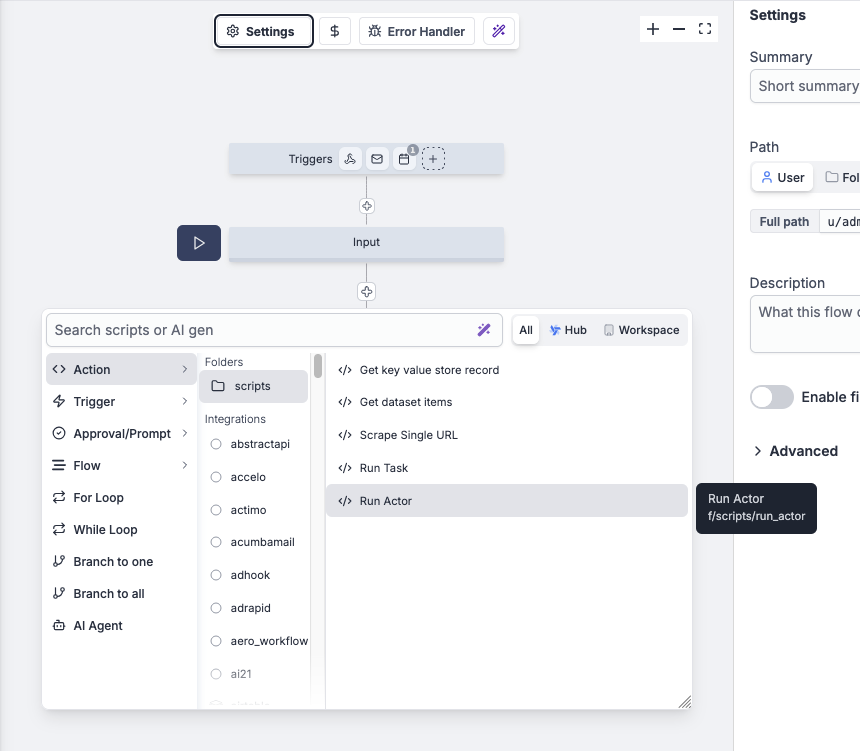 Settings
$
Error Handler
Settings
Summary
Short summary
Path
User
Fol
Full path
u/adm
Description
What this flow
Enable fi
Advanced
Triggers
1
Input
Search scripts or AI gen
All
Hub
Workspace
Action
Trigger
Approval/Prompt
Flow
For Loop
While Loop
Branch to one
Branch to all
AI Agent
Folders
scripts
Integrations
abstractapi
accelo
actimo
acumbamail
adhook
adrapid
aero_workflow
ai21
Get key value store record
Get dataset items
Scrape Single URL
Run Task
Run Actor
Run Actor
f/scripts/run_actor